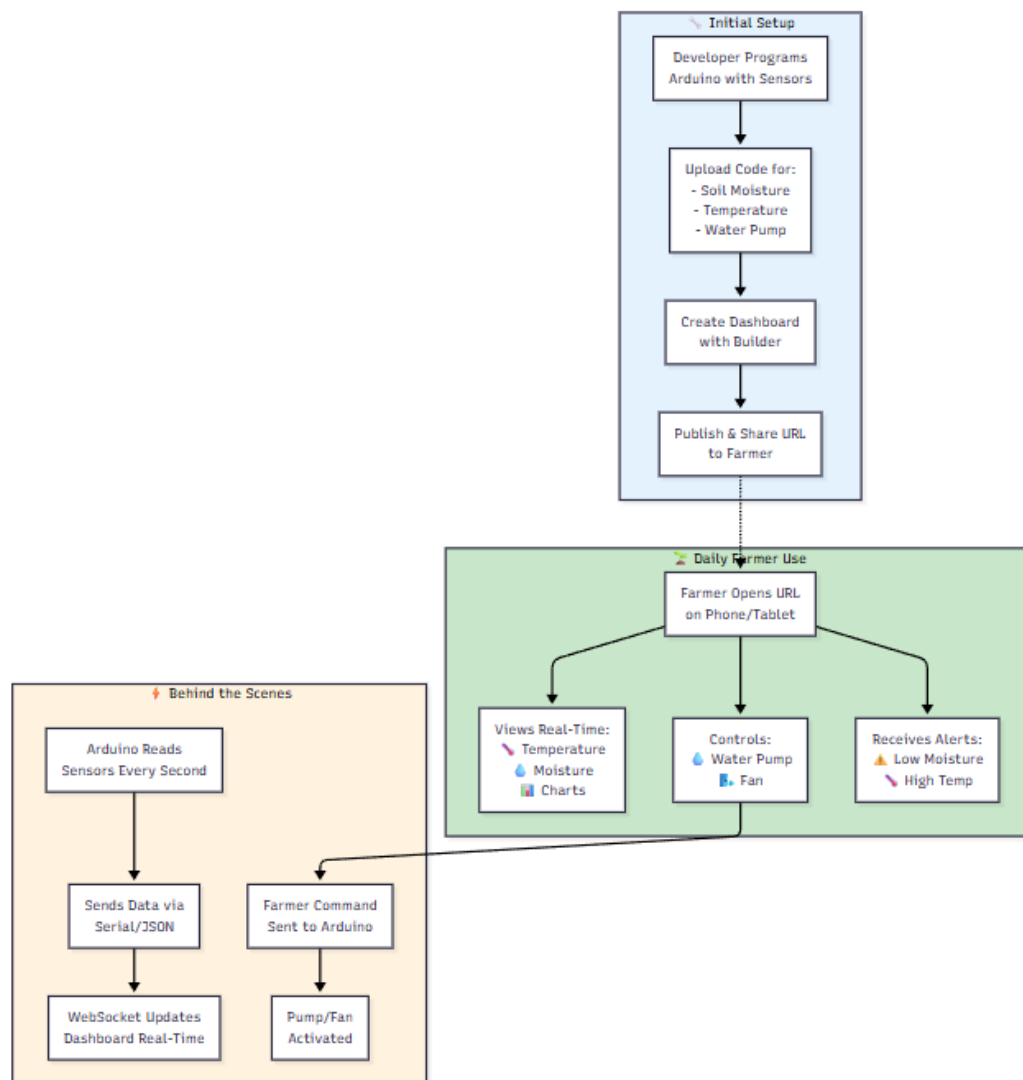 🔧 Initial Setup
Developer Programs
Arduino with Sensors
Upload Code for:
- Soil Moisture
- Temperature
- Water Pump
Create Dashboard
with Builder
Publish & Share URL
to Farmer
🌱 Daily Farmer Use
Farmer Opens URL
on Phone/Tablet
Views Real-Time:
🌡️ Temperature
💧 Moisture
📊 Charts
Controls:
💧 Water Pump
🌬️ Fan
Receives Alerts:
⚠️ Low Moisture
🌡️ High Temp
⚡ Behind the Scenes
Arduino Reads
Sensors Every Second
Sends Data via
Serial/JSON
WebSocket Updates
Dashboard Real-Time
Farmer Command
Sent to Arduino
Pump/Fan
Activated